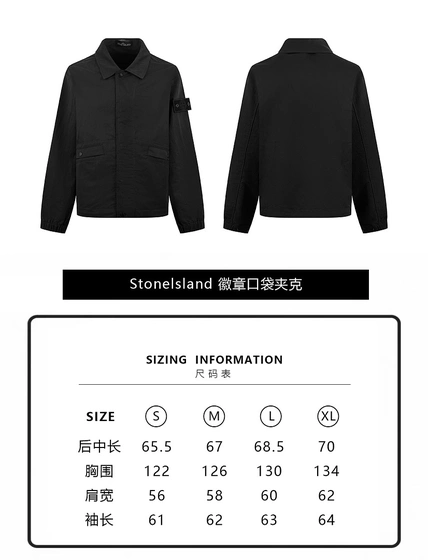 StoneIsland 徽章口袋夹克
SIZING INFORMATION
尺码表
SIZE S M L XL
后中长 65.5 67 68.5 70
胸围 122 126 130 134
肩宽 56 58 60 62
袖长 61 62 63 64